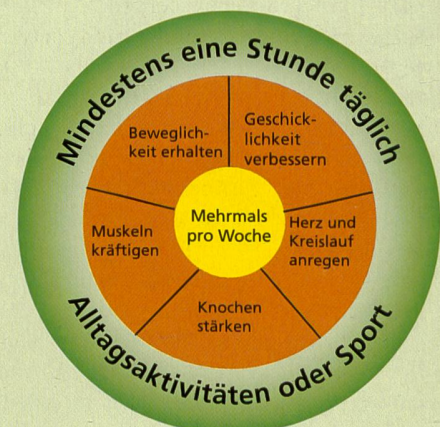 Mindestens eine Stunde täglich
Beweglich-
keit erhalten
Geschick-
lichkeit
verbessern
Mehrmals
pro Woche
Muskeln
kräftigen
Herz und
Kreislauf
anregen
Knochen
stärken
Alltagsaktivitäten oder Sport